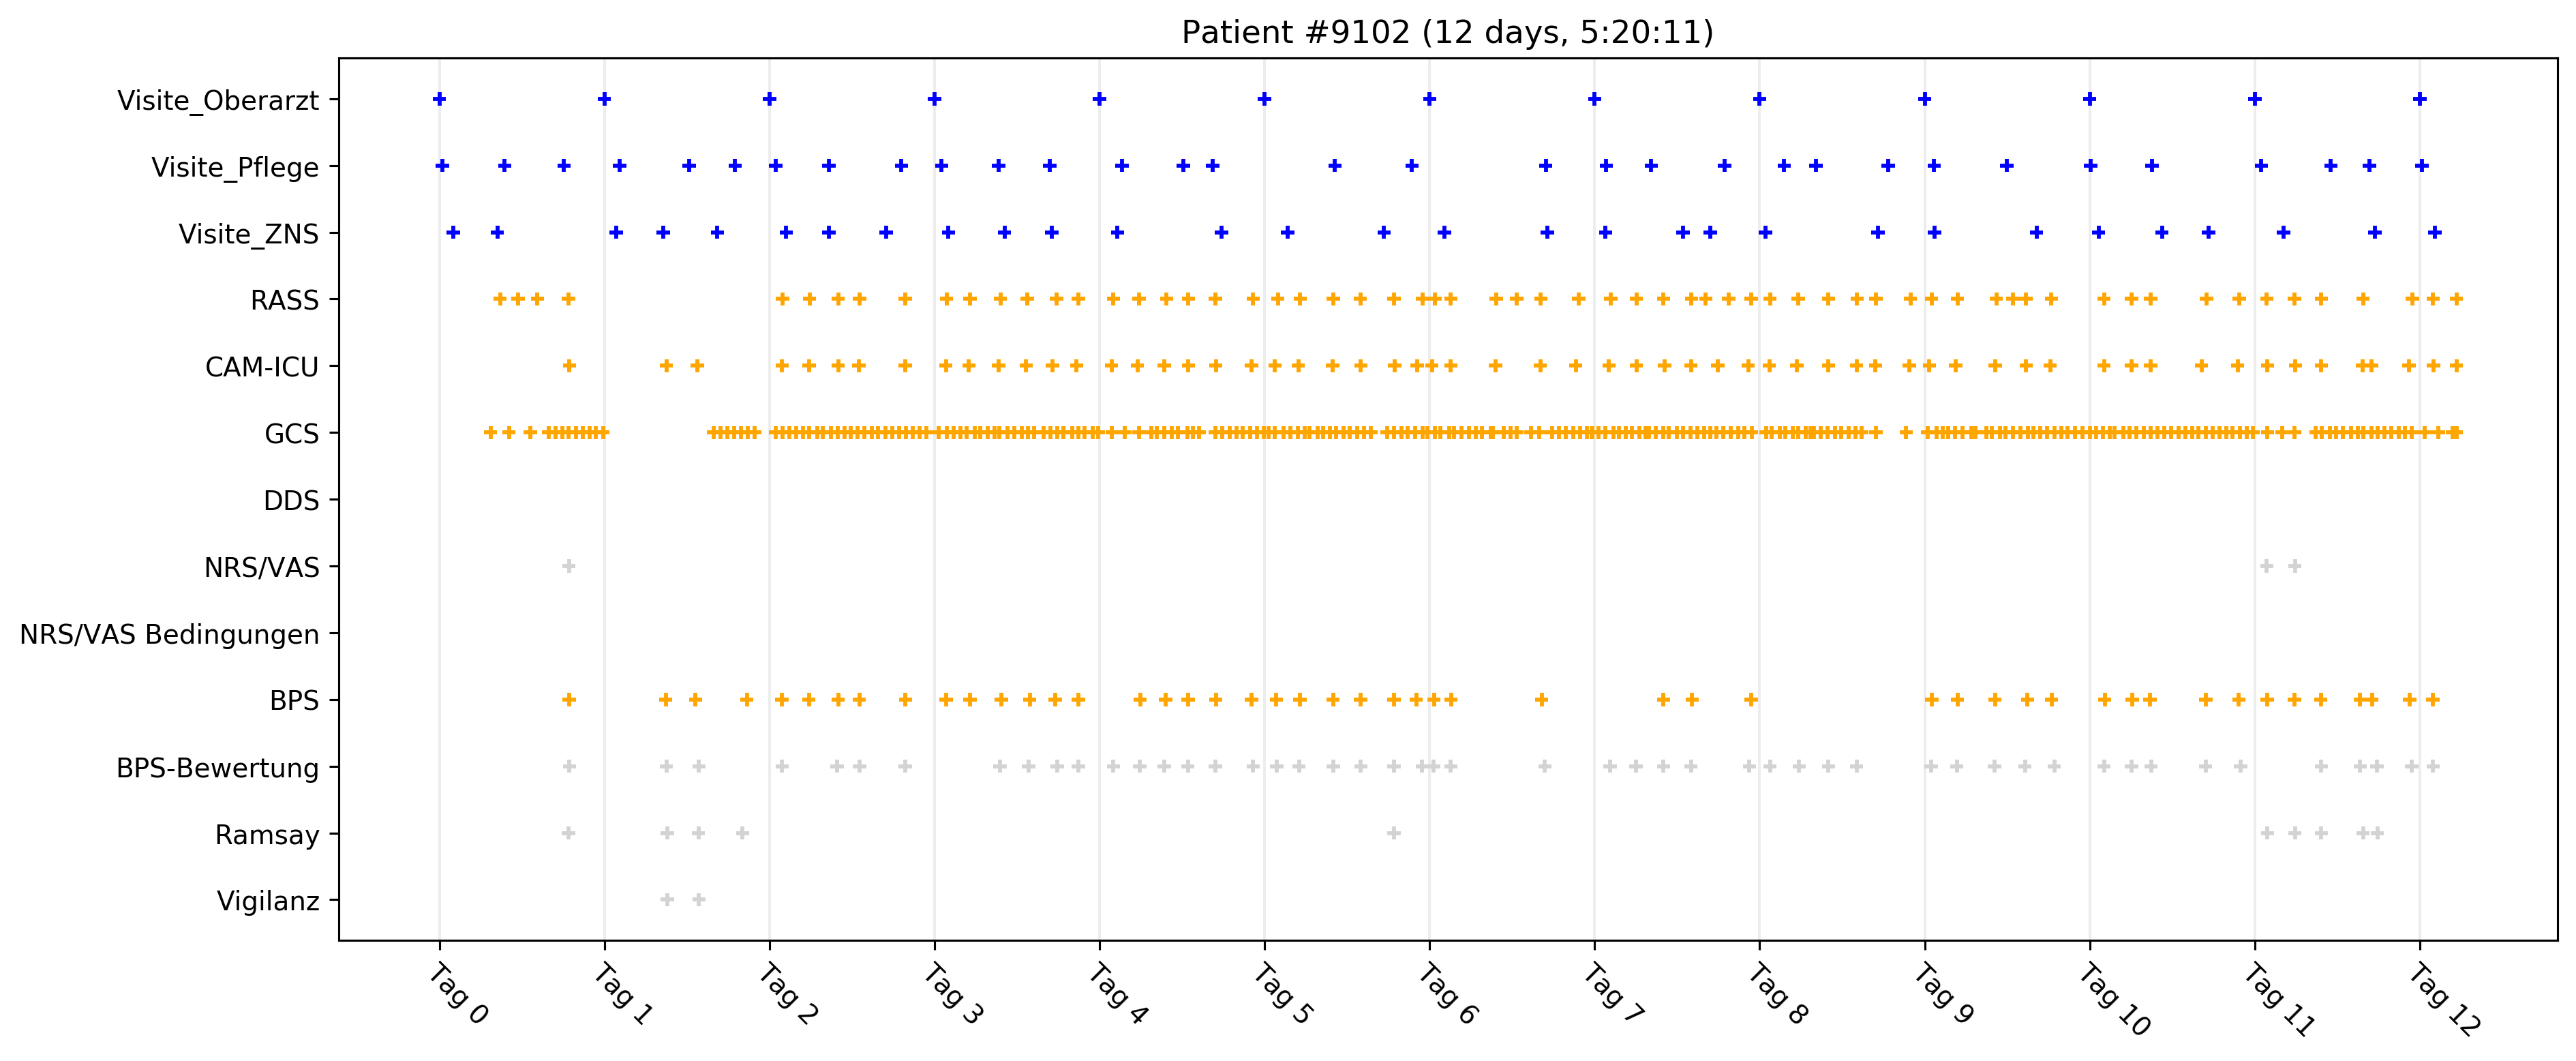 Patient #9102 (12 days, 5:20:11)
Visite_Oberarzt
Visite_Pflege
Visite_ZNS
RASS
CAM-ICU
GCS
DDS
NRS/VAS
NRS/VAS Bedingungen
BPS
BPS-Bewertung
Ramsay
Vigilanz
Tag 0
Tag 1
Tag 2
Tag 3
Tag 4
Tag 5
Tag 6
Tag 7
Tag 8
Tag 9
Tag 10
Tag 11
Tag 12